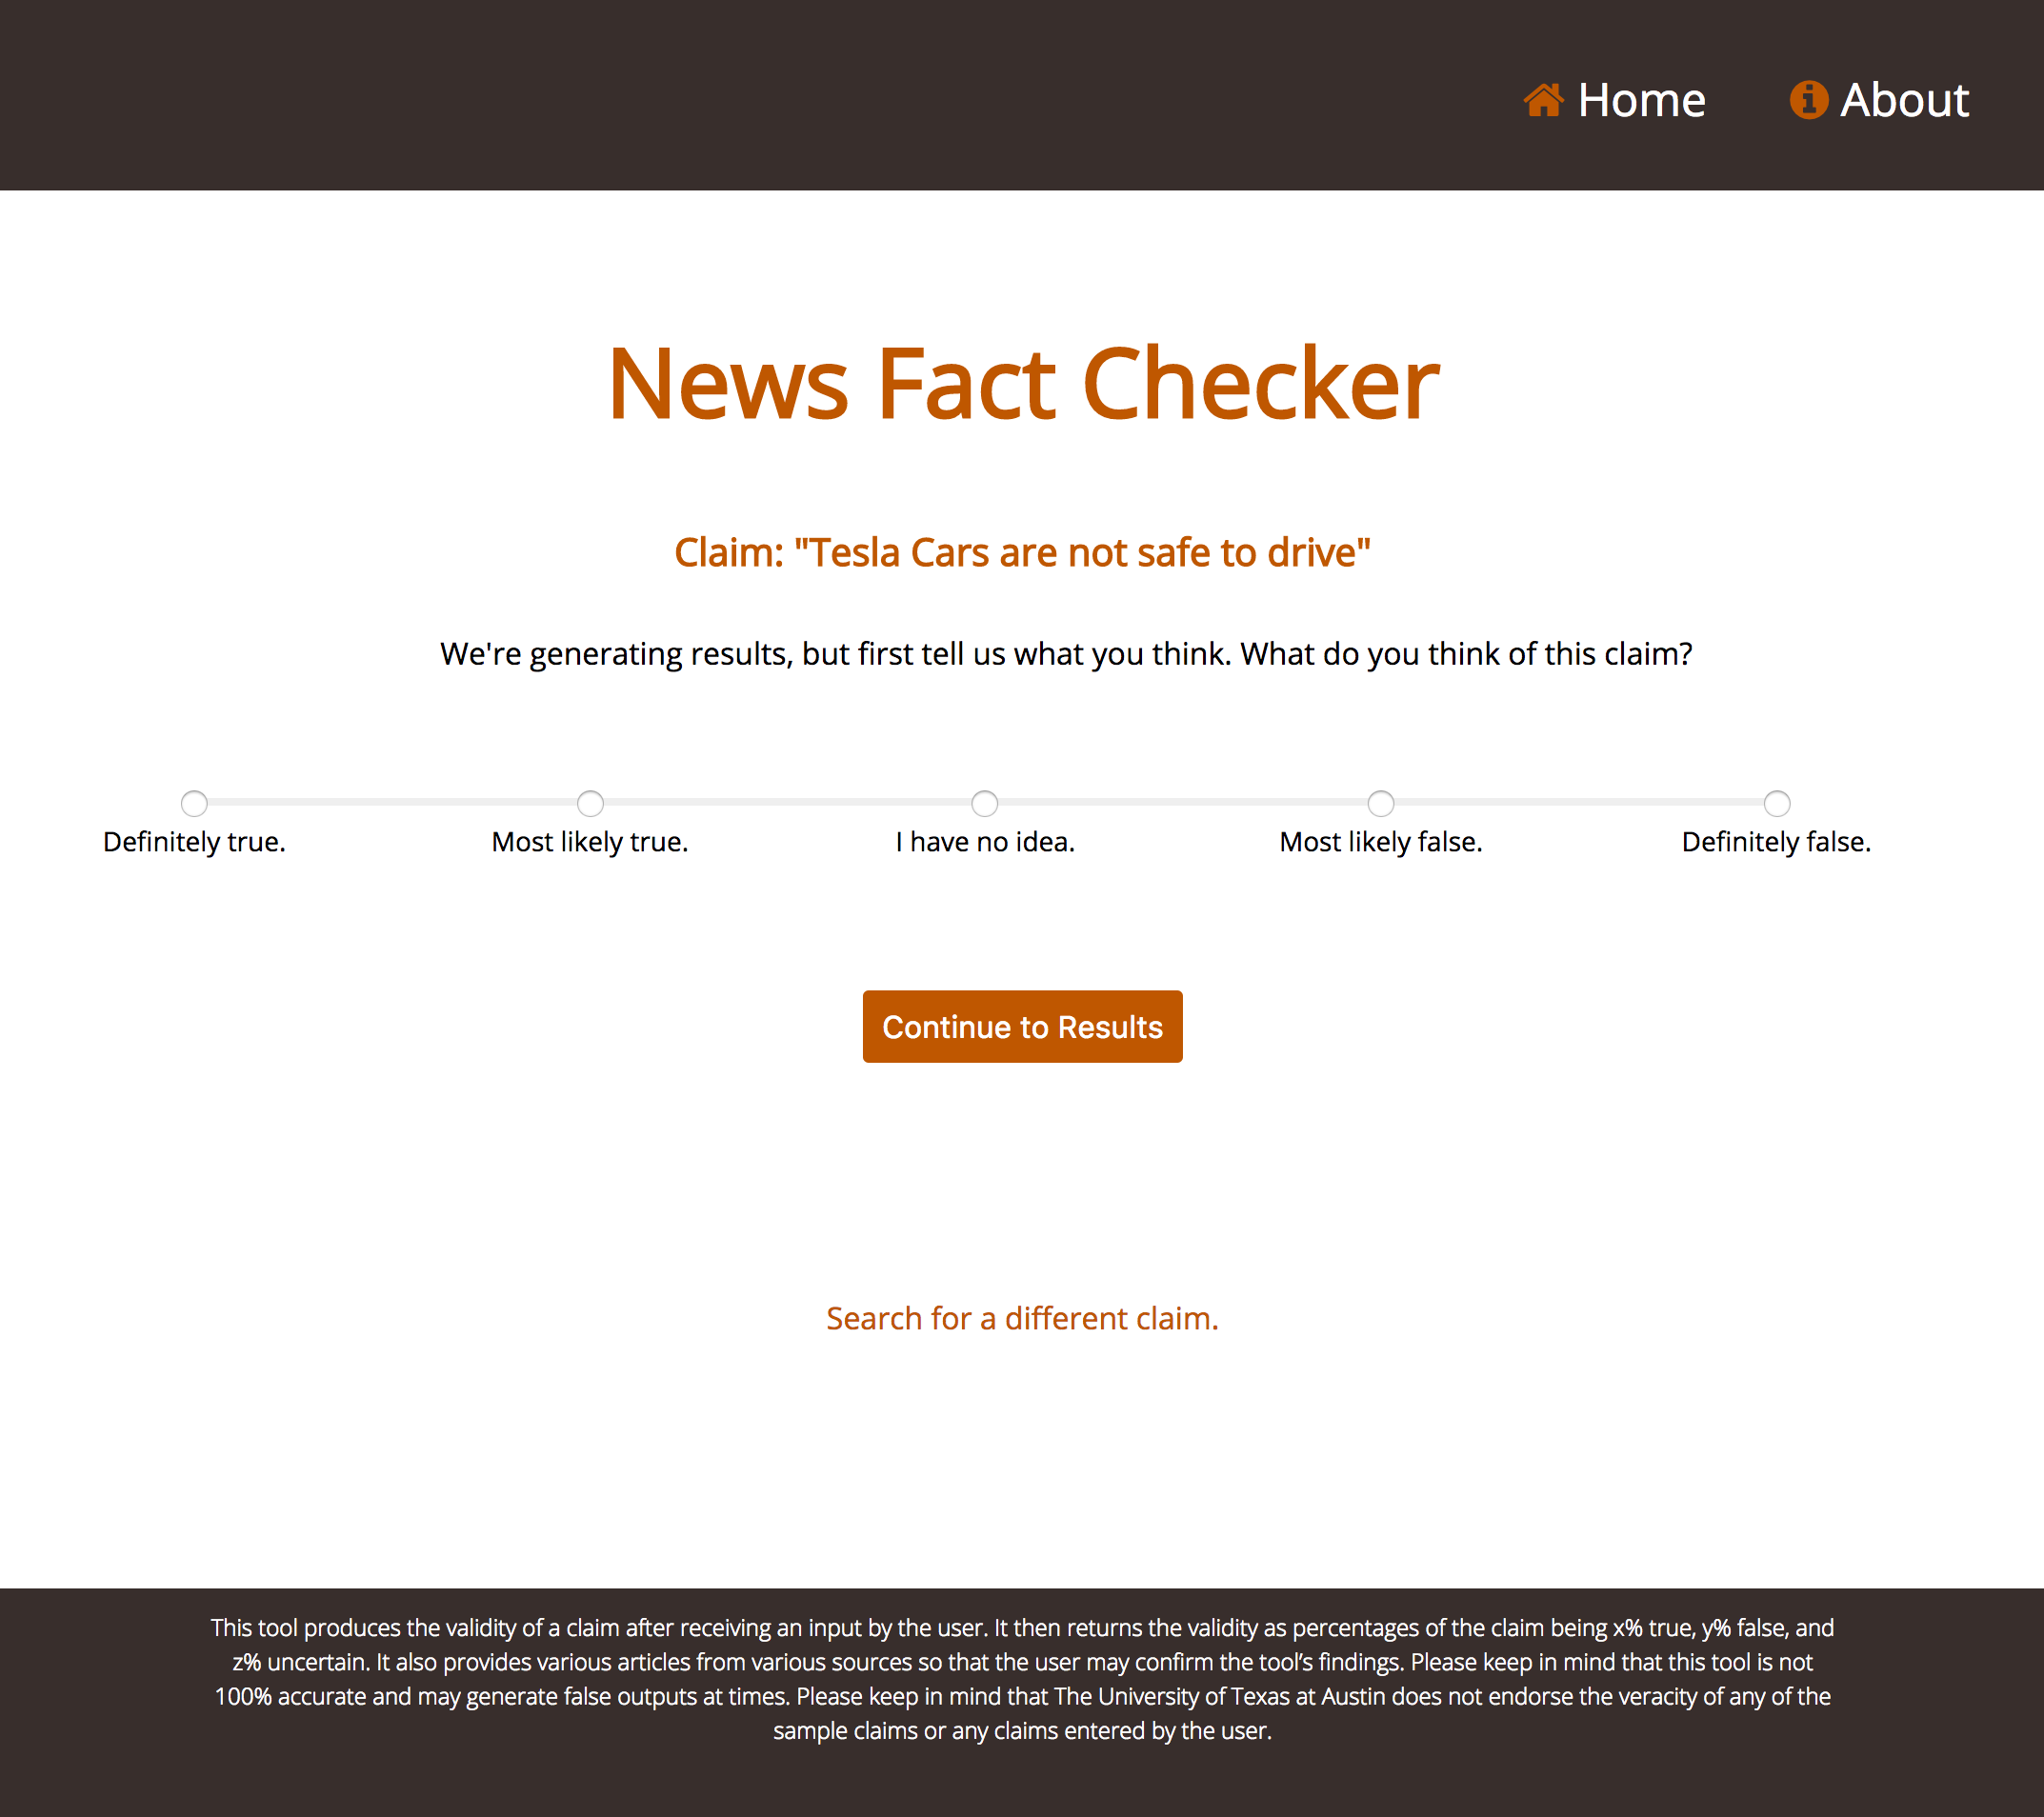 Home About
News Fact Checker
Claim: "Tesla Cars are not safe to drive"
We're generating results, but first tell us what you think. What do you think of this claim?
Definitely true. Most likely true. I have no idea. Most likely false. Definitely false.
Continue to Results
Search for a different claim.
This tool produces the validity of a claim after receiving an input by the user. It then returns the validity as percentages of the claim being x% true, y% false, and
z% uncertain. It also provides various articles from various sources so that the user may confirm the tool’s findings. Please keep in mind that this tool is not
100% accurate and may generate false outputs at times. Please keep in mind that The University of Texas at Austin does not endorse the veracity of any of the
sample claims or any claims entered by the user.